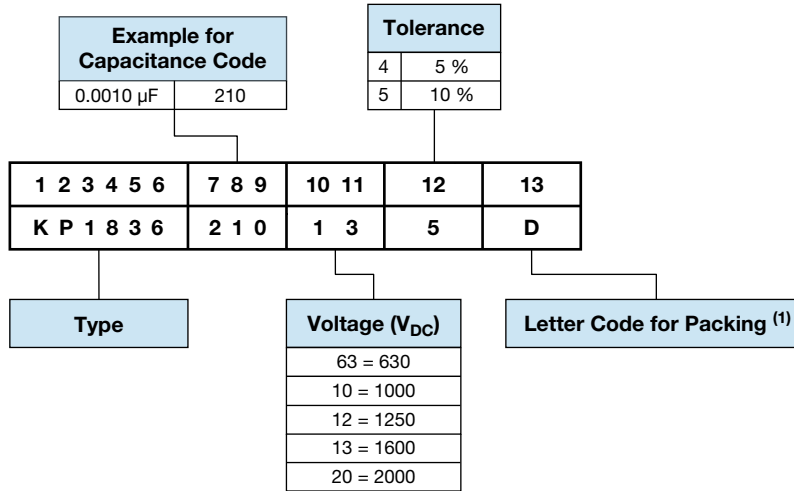 Example for
Capacitance Code
0.0010 µF 210
Tolerance
4 5 %
5 10 %
1 2 3 4 5 6 7 8 9 10 11 12 13
K P 1 8 3 6 2 1 0 1 3 5 D
Type
Voltage (VDC)
63 = 630
10 = 1000
12 = 1250
13 = 1600
20 = 2000
Letter Code for Packing (1)